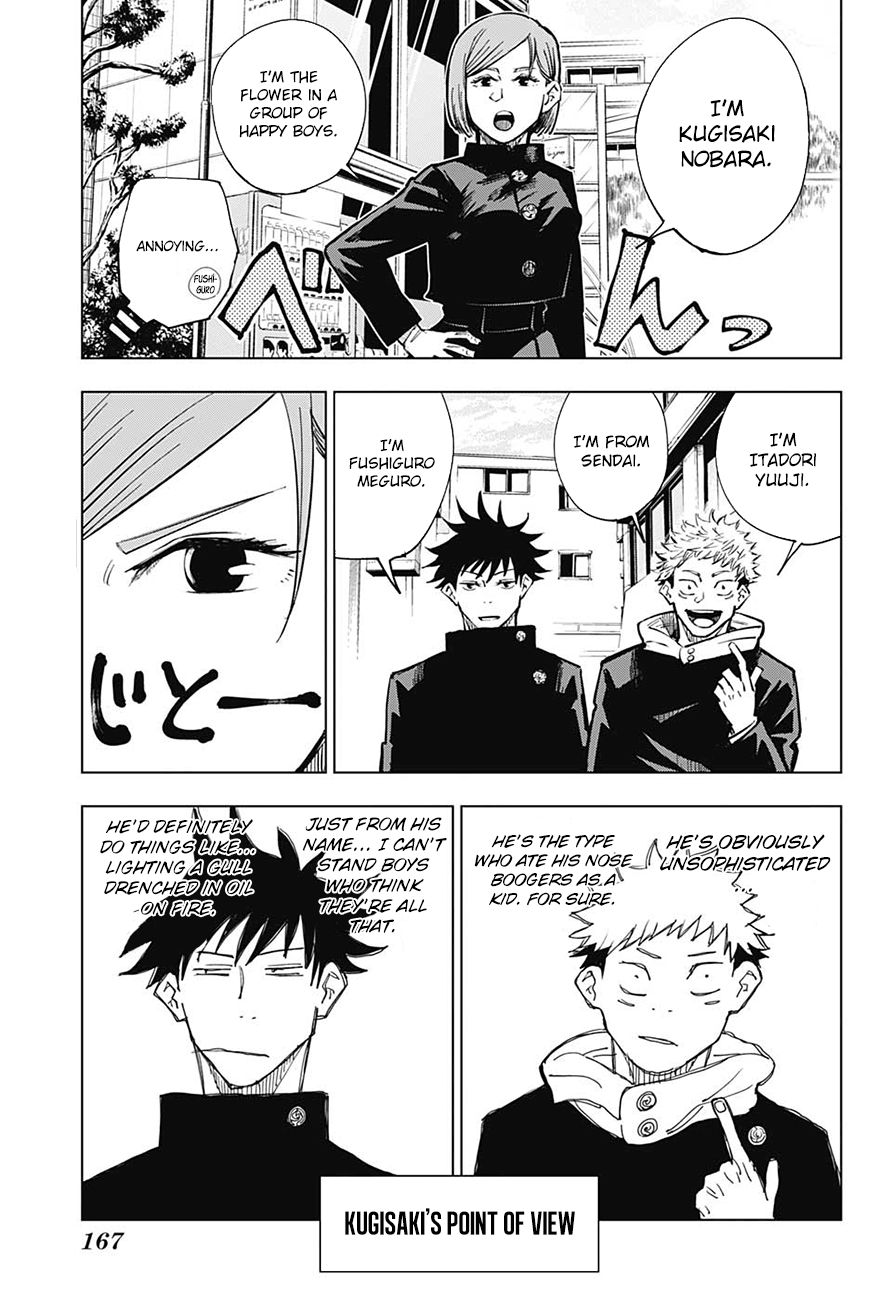 I'M
KUGISAKI
NOBARA.
I'M THE
FLOWER IN A
GROUP OF
HAPPY BOYS.
ANNOYING...
FUSHI-
GURO
べんっ
I'M
ITADORI
YUUJI.
I'M FROM
SENDAI.
I'M
FUSHIGURO
MEGURO.
じとー
HE'S OBVIOUSLY
UNSOPHISTICATED
...
HE'S THE TYPE
WHO ATE HIS NOSE
BOOGERS AS A
KID. FOR SURE.
JUST FROM HIS
NAME... I CAN'T
STAND BOYS
WHO THINK
THEY'RE ALL
THAT.
HE'D DEFINITELY
DO THINGS LIKE...
LIGHTING A GULL
DRENCHED IN OIL
ON FIRE.
KUGISAKI'S POINT OF VIEW
167